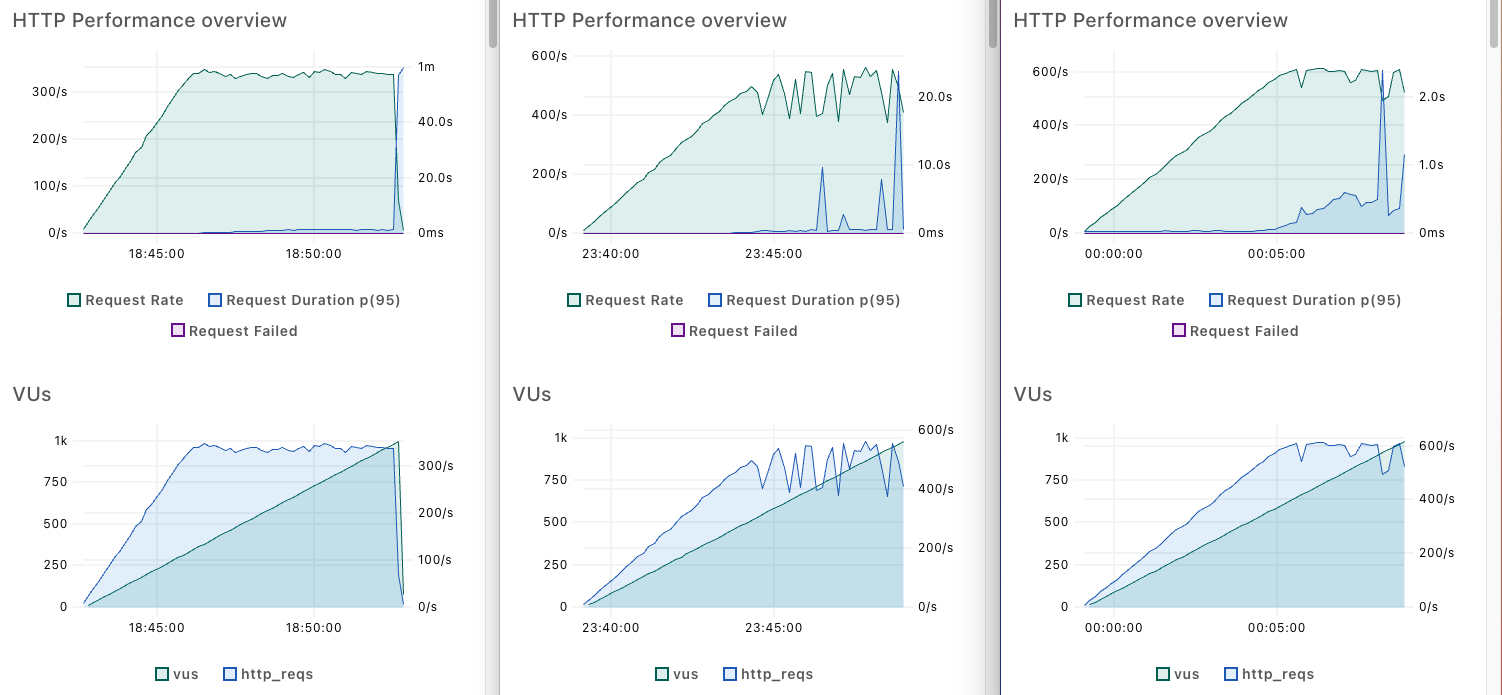 HTTP Performance overview
300/s
200/s
100/s
0/s
1m
40.0s
20.0s
0ms
18:45:00 18:50:00
Request Rate Request Duration p(95)
Request Failed
VUs
1k
750
500
250
0
300/s
200/s
100/s
0/s
18:45:00 18:50:00
vus http_reqs
HTTP Performance overview
600/s
400/s
200/s
0/s
20.0s
10.0s
0ms
23:40:00 23:45:00
Request Rate Request Duration p(95)
Request Failed
VUs
1k
750
500
250
0
600/s
400/s
200/s
0/s
23:40:00 23:45:00
vus http_reqs
HTTP Performance overview
600/s
400/s
200/s
0/s
2.0s
1.0s
0ms
00:00:00 00:05:00
Request Rate Request Duration p(95)
Request Failed
VUs
1k
750
500
250
0
600/s
400/s
200/s
0/s
00:00:00 00:05:00
vus http_reqs